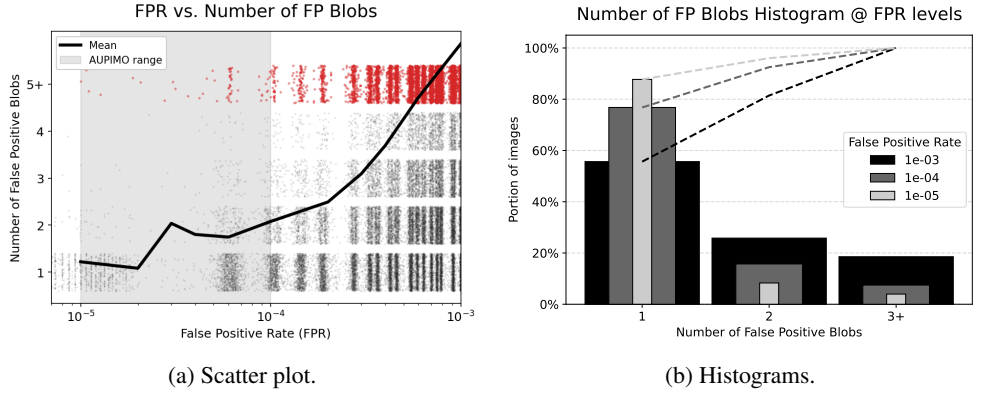 FPR vs. Number of FP Blobs
Number of False Positive Blobs
5+
4
3
2
1
Mean
AUPIMO range
10⁻⁵
10⁻⁴
10⁻³
False Positive Rate (FPR)
(a) Scatter plot.
Number of FP Blobs Histogram @ FPR levels
Portion of images
100%
80%
60%
40%
20%
0%
False Positive Rate
1e-03
1e-04
1e-05
1
2
3+
Number of False Positive Blobs
(b) Histograms.